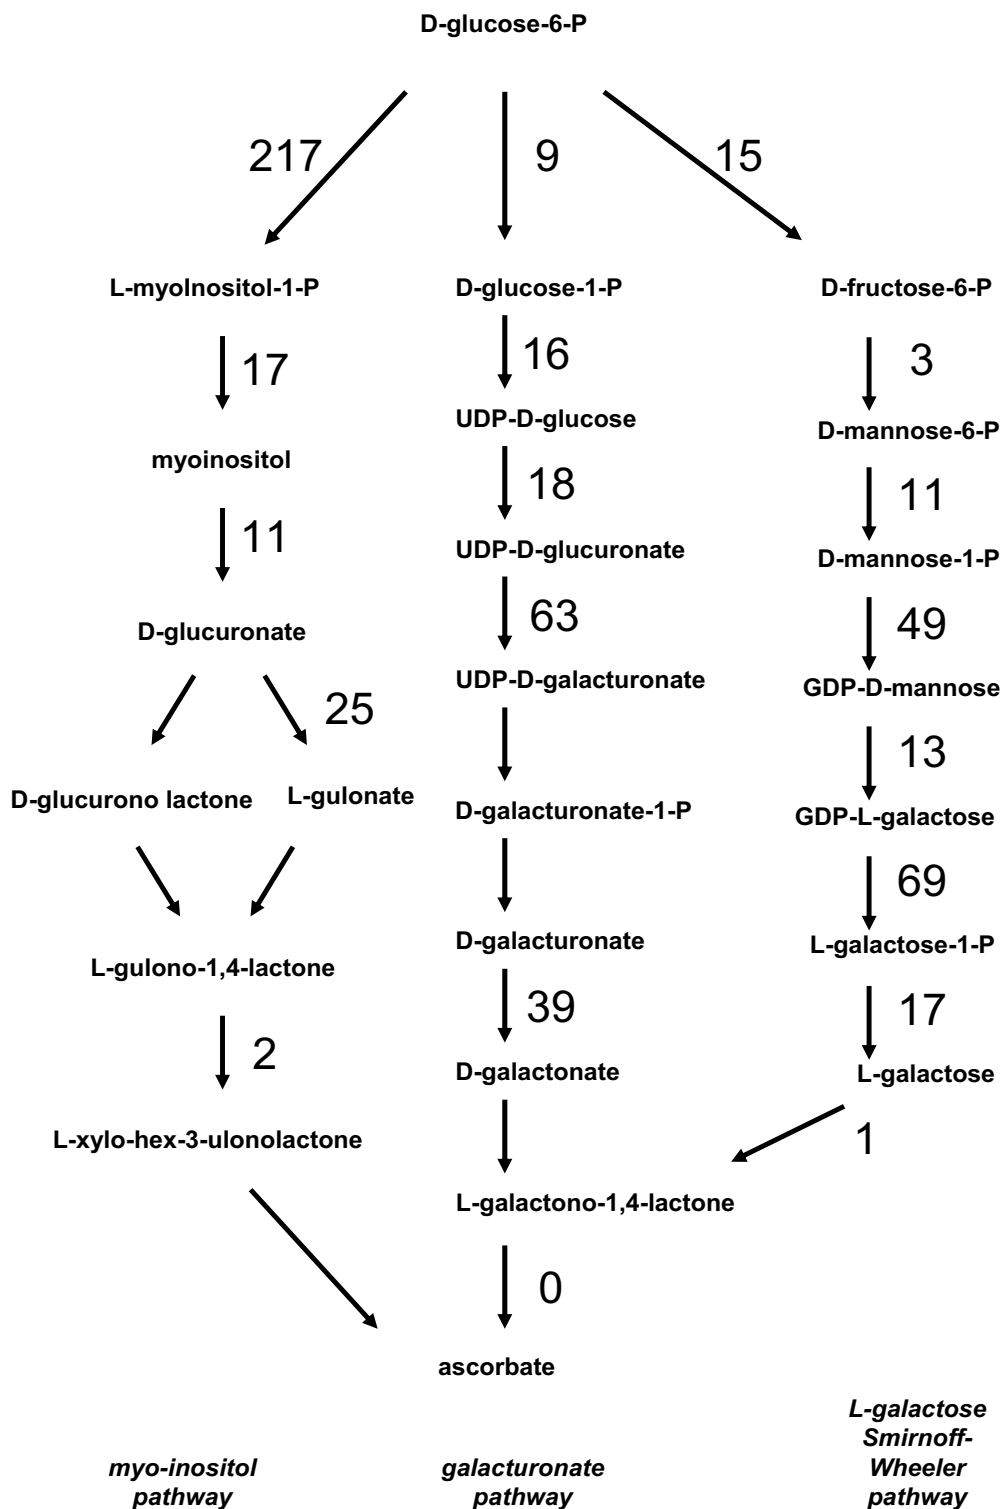 D-glucose-6-P
217
9
15
L-myoInositol-1-P
D-glucose-1-P
D-fructose-6-P
17
16
3
UDP-D-glucose
D-mannose-6-P
myoinositol
18
11
11
UDP-D-glucuronate
D-mannose-1-P
63
49
D-glucuronate
UDP-D-galacturonate
GDP-D-mannose
25
13
D-glucurono lactone
L-gulonate
D-galacturonate-1-P
GDP-L-galactose
69
D-galacturonate
L-galactose-1-P
L-gulono-1,4-lactone
39
17
2
D-galactonate
L-galactose
L-xylo-hex-3-ulonolactone
1
L-galactono-1,4-lactone
0
ascorbate
myo-inositol
pathway
galacturonate
pathway
L-galactose
Smirnoff-
Wheeler
pathway